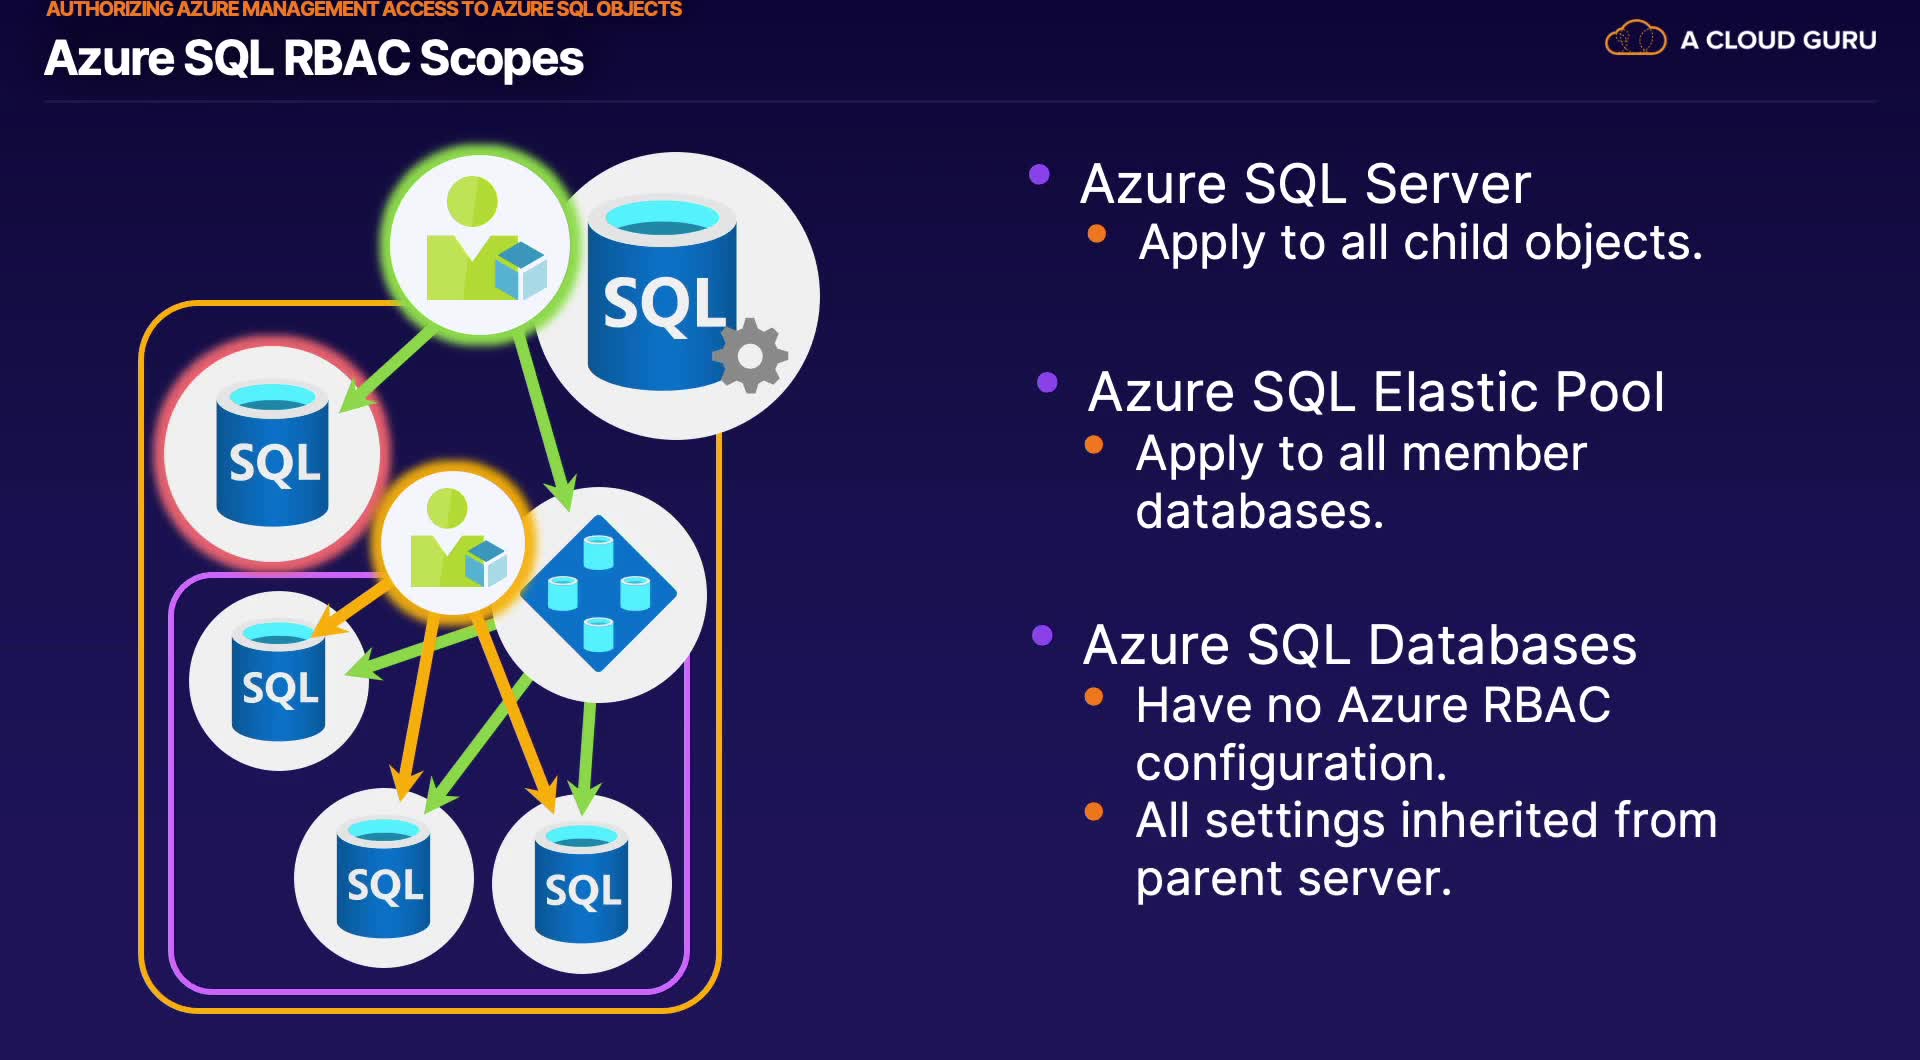 AUTHORIZING AZURE MANAGEMENT ACCESS TO AZURE SQL OBJECTS
Azure SQL RBAC Scopes
A CLOUD GURU
SQL
SQL
SQL
SQL
SQL
Azure SQL Server
Apply to all child objects.
Azure SQL Elastic Pool
Apply to all member
databases.
Azure SQL Databases
Have no Azure RBAC
configuration.
All settings inherited from
parent server.